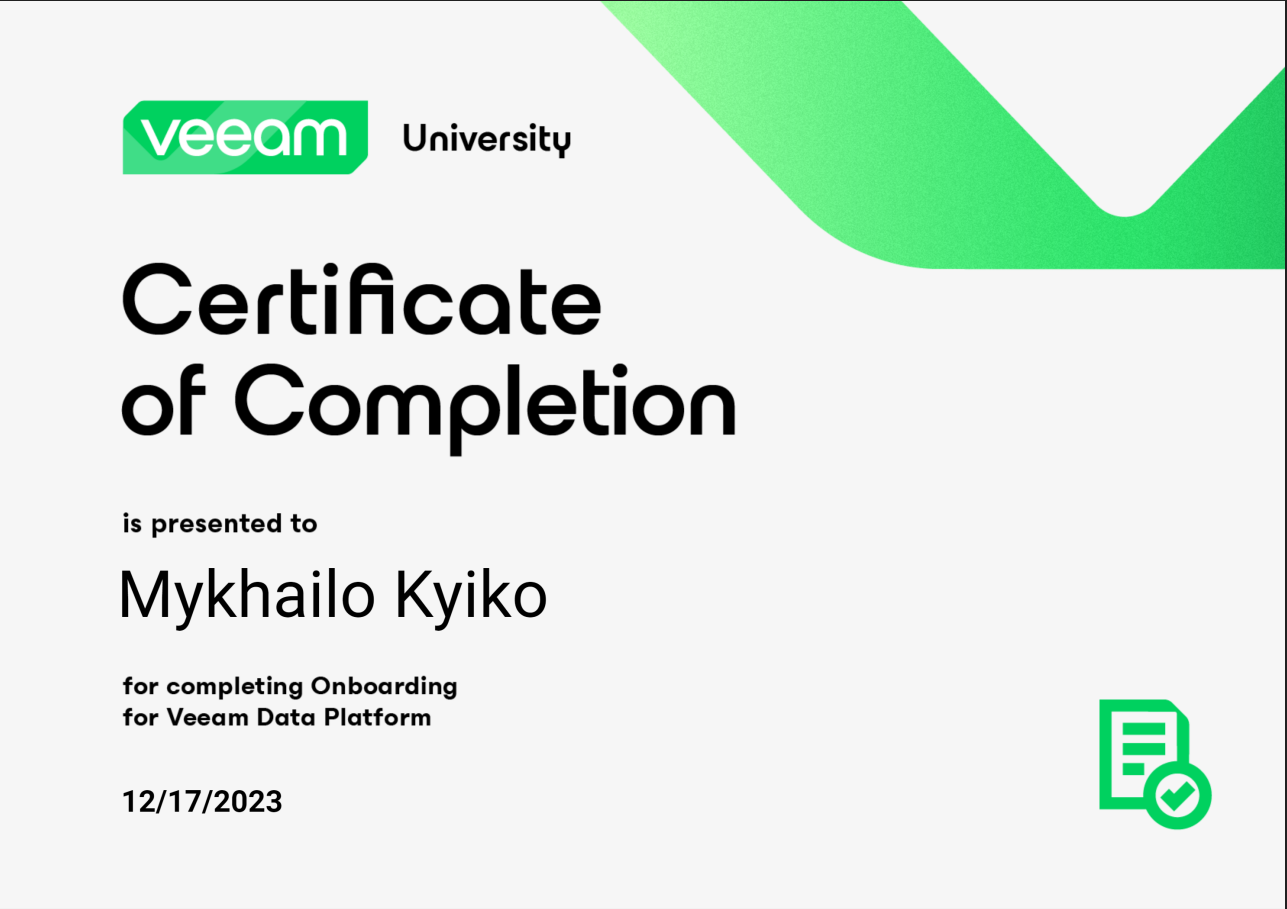 veeam University
Certificate
of Completion
is presented to
Mykhailo Kyiko
for completing Onboarding
for Veeam Data Platform
12/17/2023